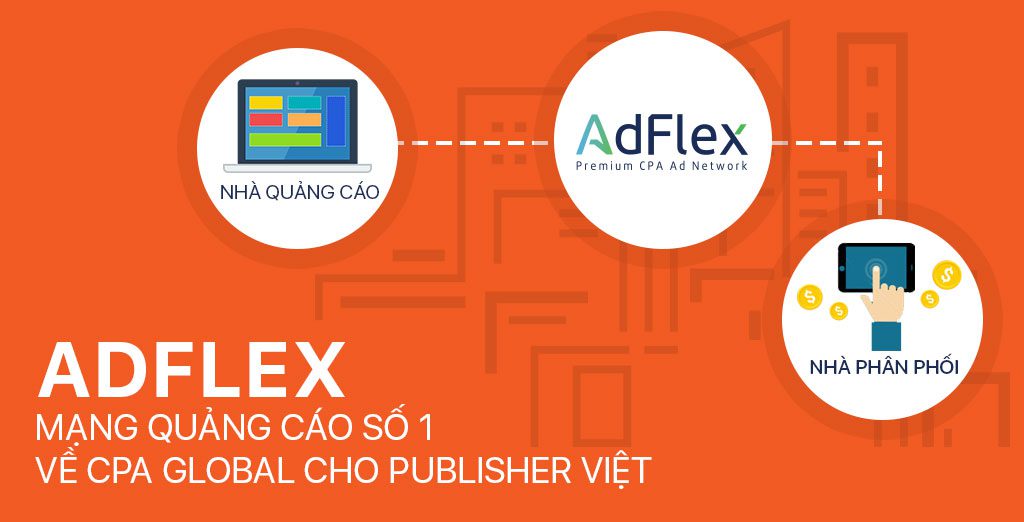 NHÀ QUẢNG CÁO
AdFlex
Premium CPA Ad Network
NHÀ PHÂN PHỐI
ADFLEX
MẠNG QUẢNG CÁO SỐ 1
VỀ CPA GLOBAL CHO PUBLISHER VIỆT